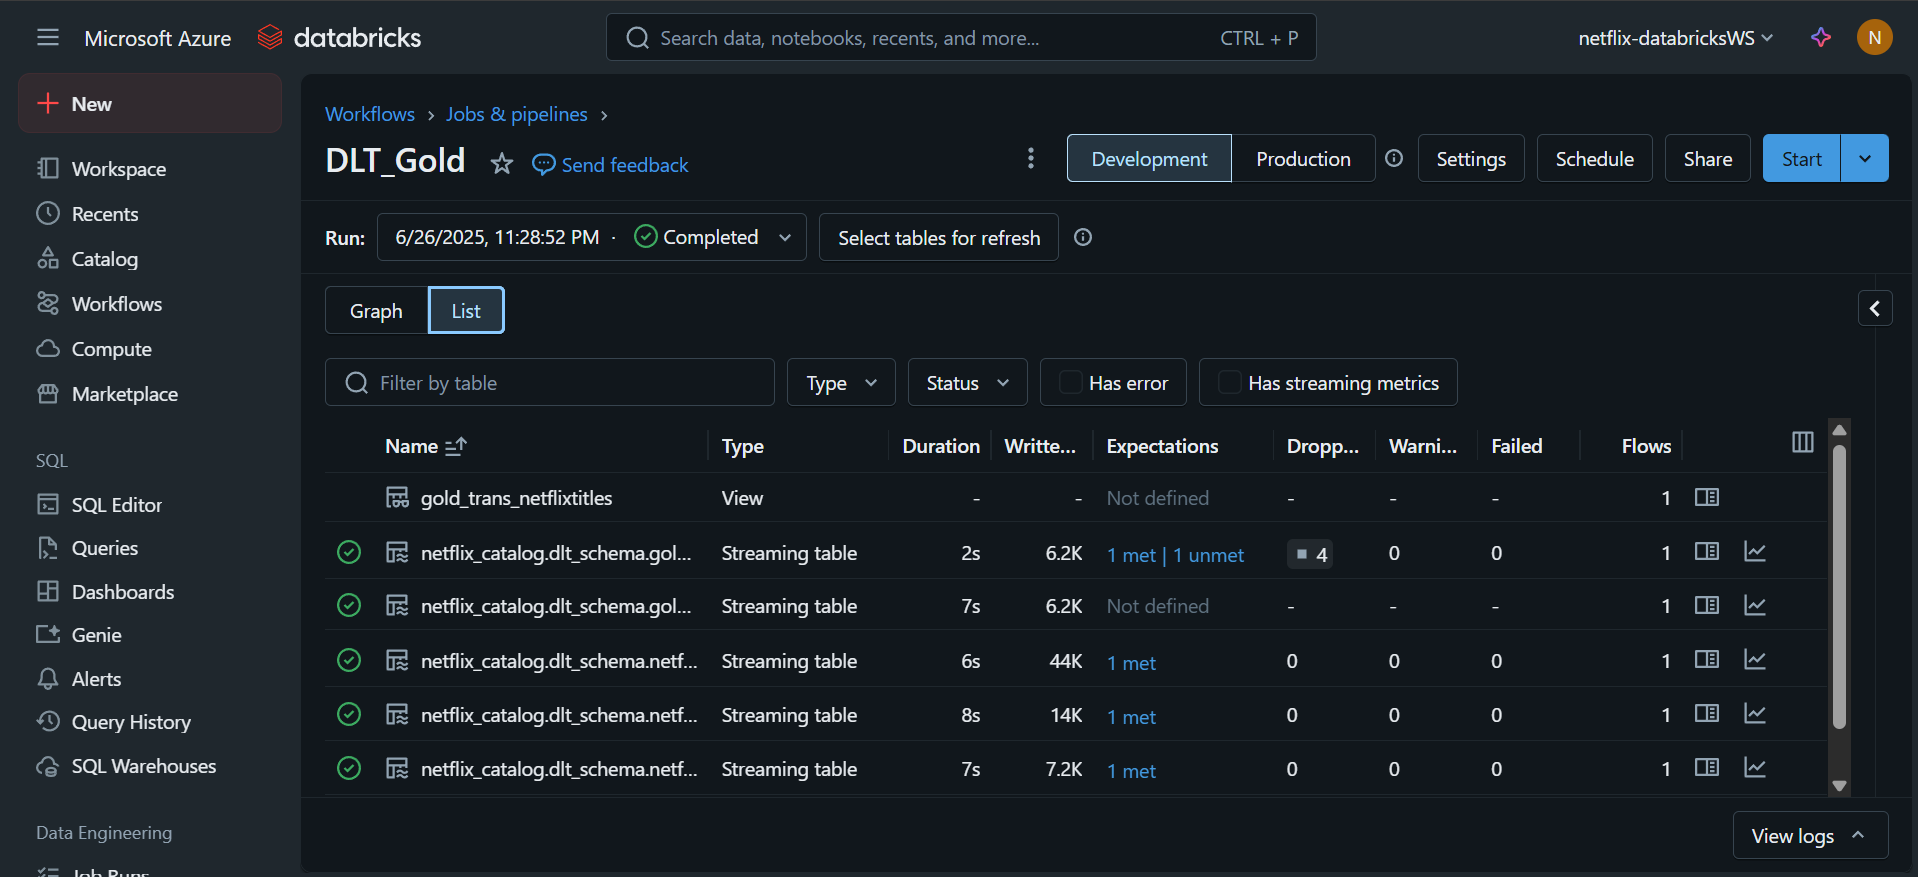 Microsoft Azure databricks
Search data, notebooks, recents, and more... CTRL + P
netflix-databricksWS N
New
Workspace
Recents
Catalog
Workflows
Compute
Marketplace
SQL
SQL Editor
Queries
Dashboards
Genie
Alerts
Query History
SQL Warehouses
Data Engineering
Job Runs
Workflows › Jobs & pipelines ›
DLT_Gold Send feedback
Development Production Settings Schedule Share Start
Run: 6/26/2025, 11:28:52 PM · Completed Select tables for refresh
Graph List
Filter by table Type Status Has error Has streaming metrics
Name Type Duration Writte... Expectations Dropp... Warni... Failed Flows
gold_trans_netflixtitles View - - Not defined - - - 1
netflix_catalog.dlt_schema.gol... Streaming table 2s 6.2K 1 met | 1 unmet 4 0 0 1
netflix_catalog.dlt_schema.gol... Streaming table 7s 6.2K Not defined - - - 1
netflix_catalog.dlt_schema.netf... Streaming table 6s 44K 1 met 0 0 0 1
netflix_catalog.dlt_schema.netf... Streaming table 8s 14K 1 met 0 0 0 1
netflix_catalog.dlt_schema.netf... Streaming table 7s 7.2K 1 met 0 0 0 1
View logs